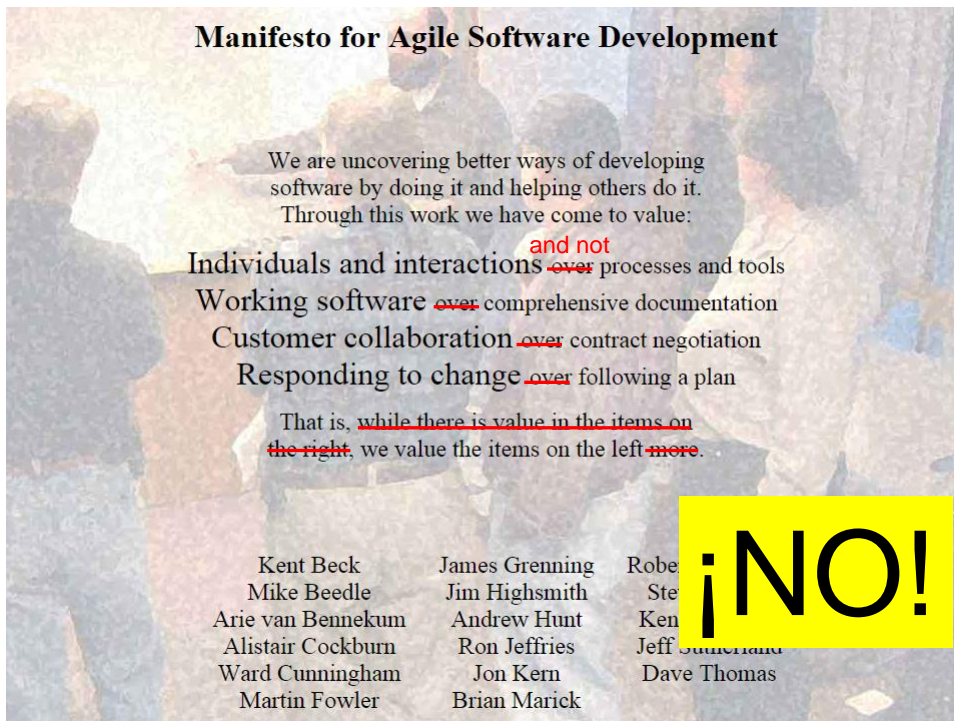 Manifesto for Agile Software Development
We are uncovering better ways of developing
software by doing it and helping others do it.
Through this work we have come to value:
and not
Individuals and interactions over processes and tools
Working software over comprehensive documentation
Customer collaboration over contract negotiation
Responding to change over following a plan
That is, while there is value in the items on
the right, we value the items on the left more.
¡NO!
Kent Beck James Grenning
Mike Beedle Jim Highsmith
Arie van Bennekum Andrew Hunt Ken
Alistair Cockburn Ron Jeffries Jeff Sutherland
Ward Cunningham Jon Kern Dave Thomas
Martin Fowler Brian Marick